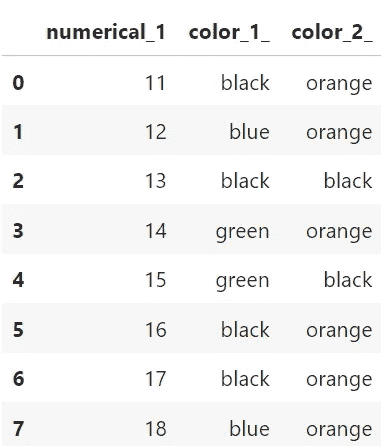 numerical_1 color_1_ color_2_
0 11 black orange
1 12 blue orange
2 13 black black
3 14 green orange
4 15 green black
5 16 black orange
6 17 black orange
7 18 blue orange